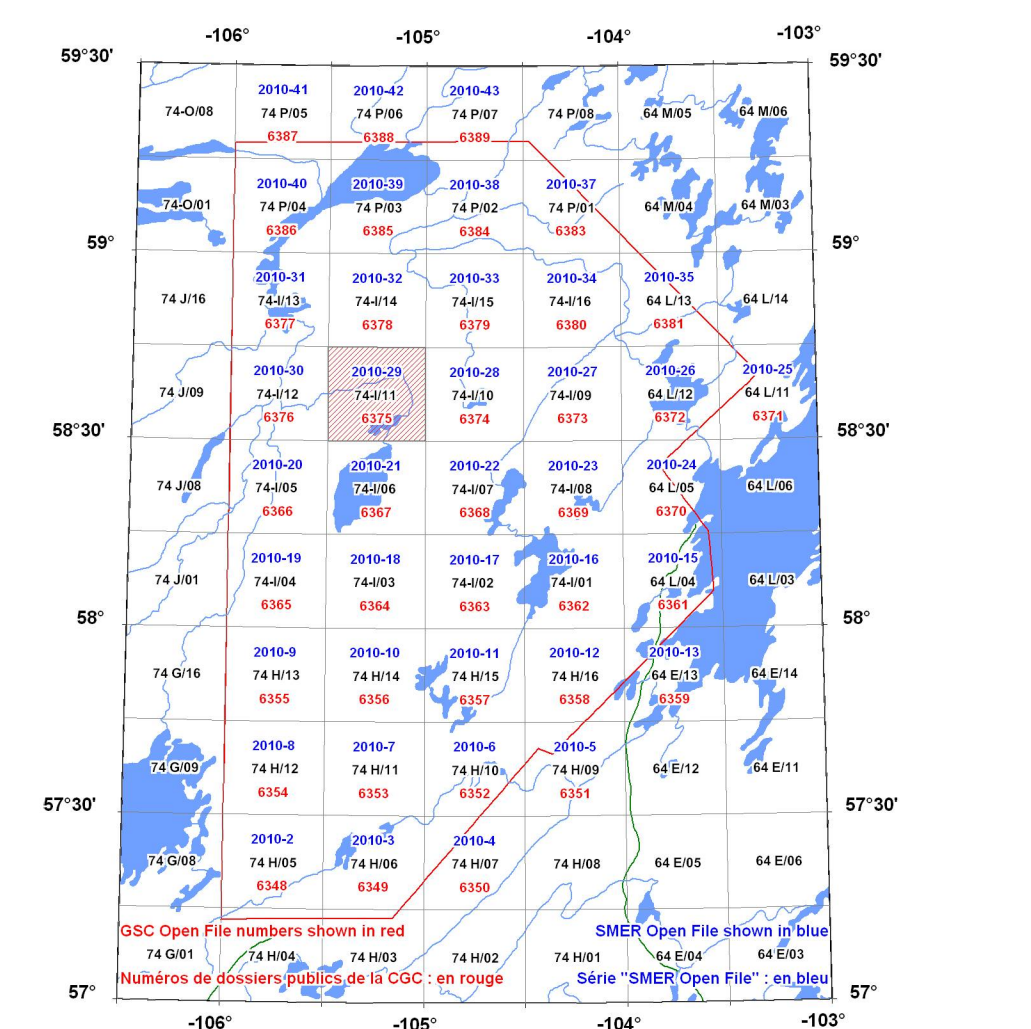 -106° -105° -104° -103°
59°30' 59°30'
2010-41 2010-42 2010-43
74-O/08 74 P/05 74 P/06 74 P/07 74 P/08 64 M/05 64 M/06
6387 6388 6389
2010-40 2010-39 2010-38 2010-37
74-O/01 74 P/04 74 P/03 74 P/02 74 P/01 64 M/04 64 M/03
6386 6385 6384 6383
59° 59°
2010-31 2010-32 2010-33 2010-34 2010-35
74 J/16 74-I/13 74-I/14 74-I/15 74-I/16 64 L/13 64 L/14
6377 6378 6379 6380 6381
2010-30 2010-29 2010-28 2010-27 2010-26 2010-25
74 J/09 74-I/12 74-I/11 74-I/10 74-I/09 64 L/12 64 L/11
6376 6375 6374 6373 6372 6371
58°30' 58°30'
2010-20 2010-21 2010-22 2010-23 2010-24
74 J/08 74-I/05 74-I/06 74-I/07 74-I/08 64 L/05 64 L/06
6366 6367 6368 6369 6370
2010-19 2010-18 2010-17 2010-16 2010-15
74 J/01 74-I/04 74-I/03 74-I/02 74-I/01 64 L/04 64 L/03
6365 6364 6363 6362 6361
58° 58°
2010-9 2010-10 2010-11 2010-12 2010-13
74 G/16 74 H/13 74 H/14 74 H/15 74 H/16 64 E/13 64 E/14
6355 6356 6357 6358 6359
2010-8 2010-7 2010-6 2010-5
74 G/09 74 H/12 74 H/11 74 H/10 74 H/09 64 E/12 64 E/11
6354 6353 6352 6351
57°30' 57°30'
2010-2 2010-3 2010-4
74 G/08 74 H/05 74 H/06 74 H/07 74 H/08 64 E/05 64 E/06
6348 6349 6350
GSC Open File numbers shown in red SMER Open File shown in blue
74 G/01 74 H/04 74 H/03 74 H/02 74 H/01 64 E/04 64 E/03
Numéros de dossiers publics de la CGC : en rouge Série "SMER Open File" : en bleu
57° 57°
-106° -105° -104° -103°